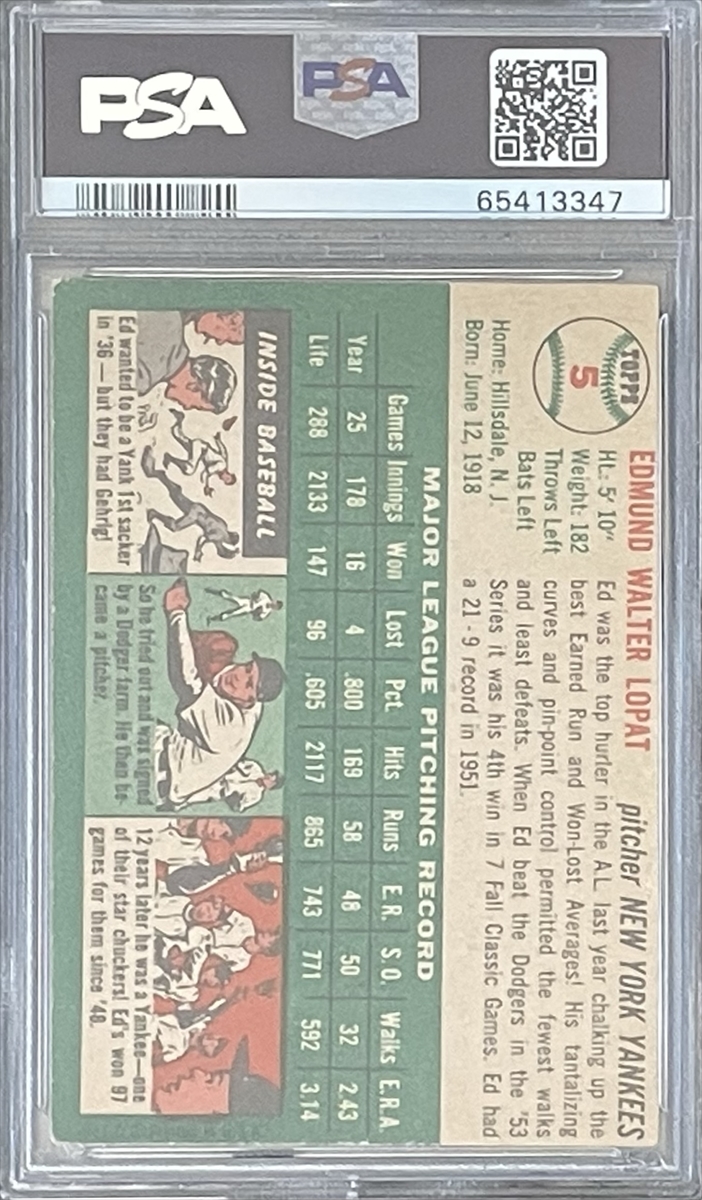 PSA
PSA
65413347
TOPPS
5
EDMUND WALTER LOPAT pitcher NEW YORK YANKEES
Ht.: 5' 10"
Weight: 182
Throws Left
Bats Left
Home: Hillsdale, N. J.
Born: June 12, 1918
Ed was the top hurler in the A.L. last year chalking up the
best Earned Run and Won-Lost Averages! His tantalizing
curves and pin-point control permitted the fewest walks
and least defeats. When Ed beat the Dodgers in the '53
Series it was his 4th win in 7 Fall Classic Games. Ed had
a 21 - 9 record in 1951.
MAJOR LEAGUE PITCHING RECORD
Games Innings Won Lost Pct. Hits Runs E.R. S.O. Walks E.R.A.
Year 25 178 16 4 .800 169 58 48 50 32 2.43
Life 288 2133 147 96 .605 2117 865 743 771 592 3.14
INSIDE BASEBALL
Ed wanted to be a Yank 1st sacker
in '36 — but they had Gehrig!
So he tried out and was signed
by a Dodger farm. He then be-
came a pitcher.
12 years later he was a Yankee—one
of their star chuckers! Ed's won 97
games for them since '48.